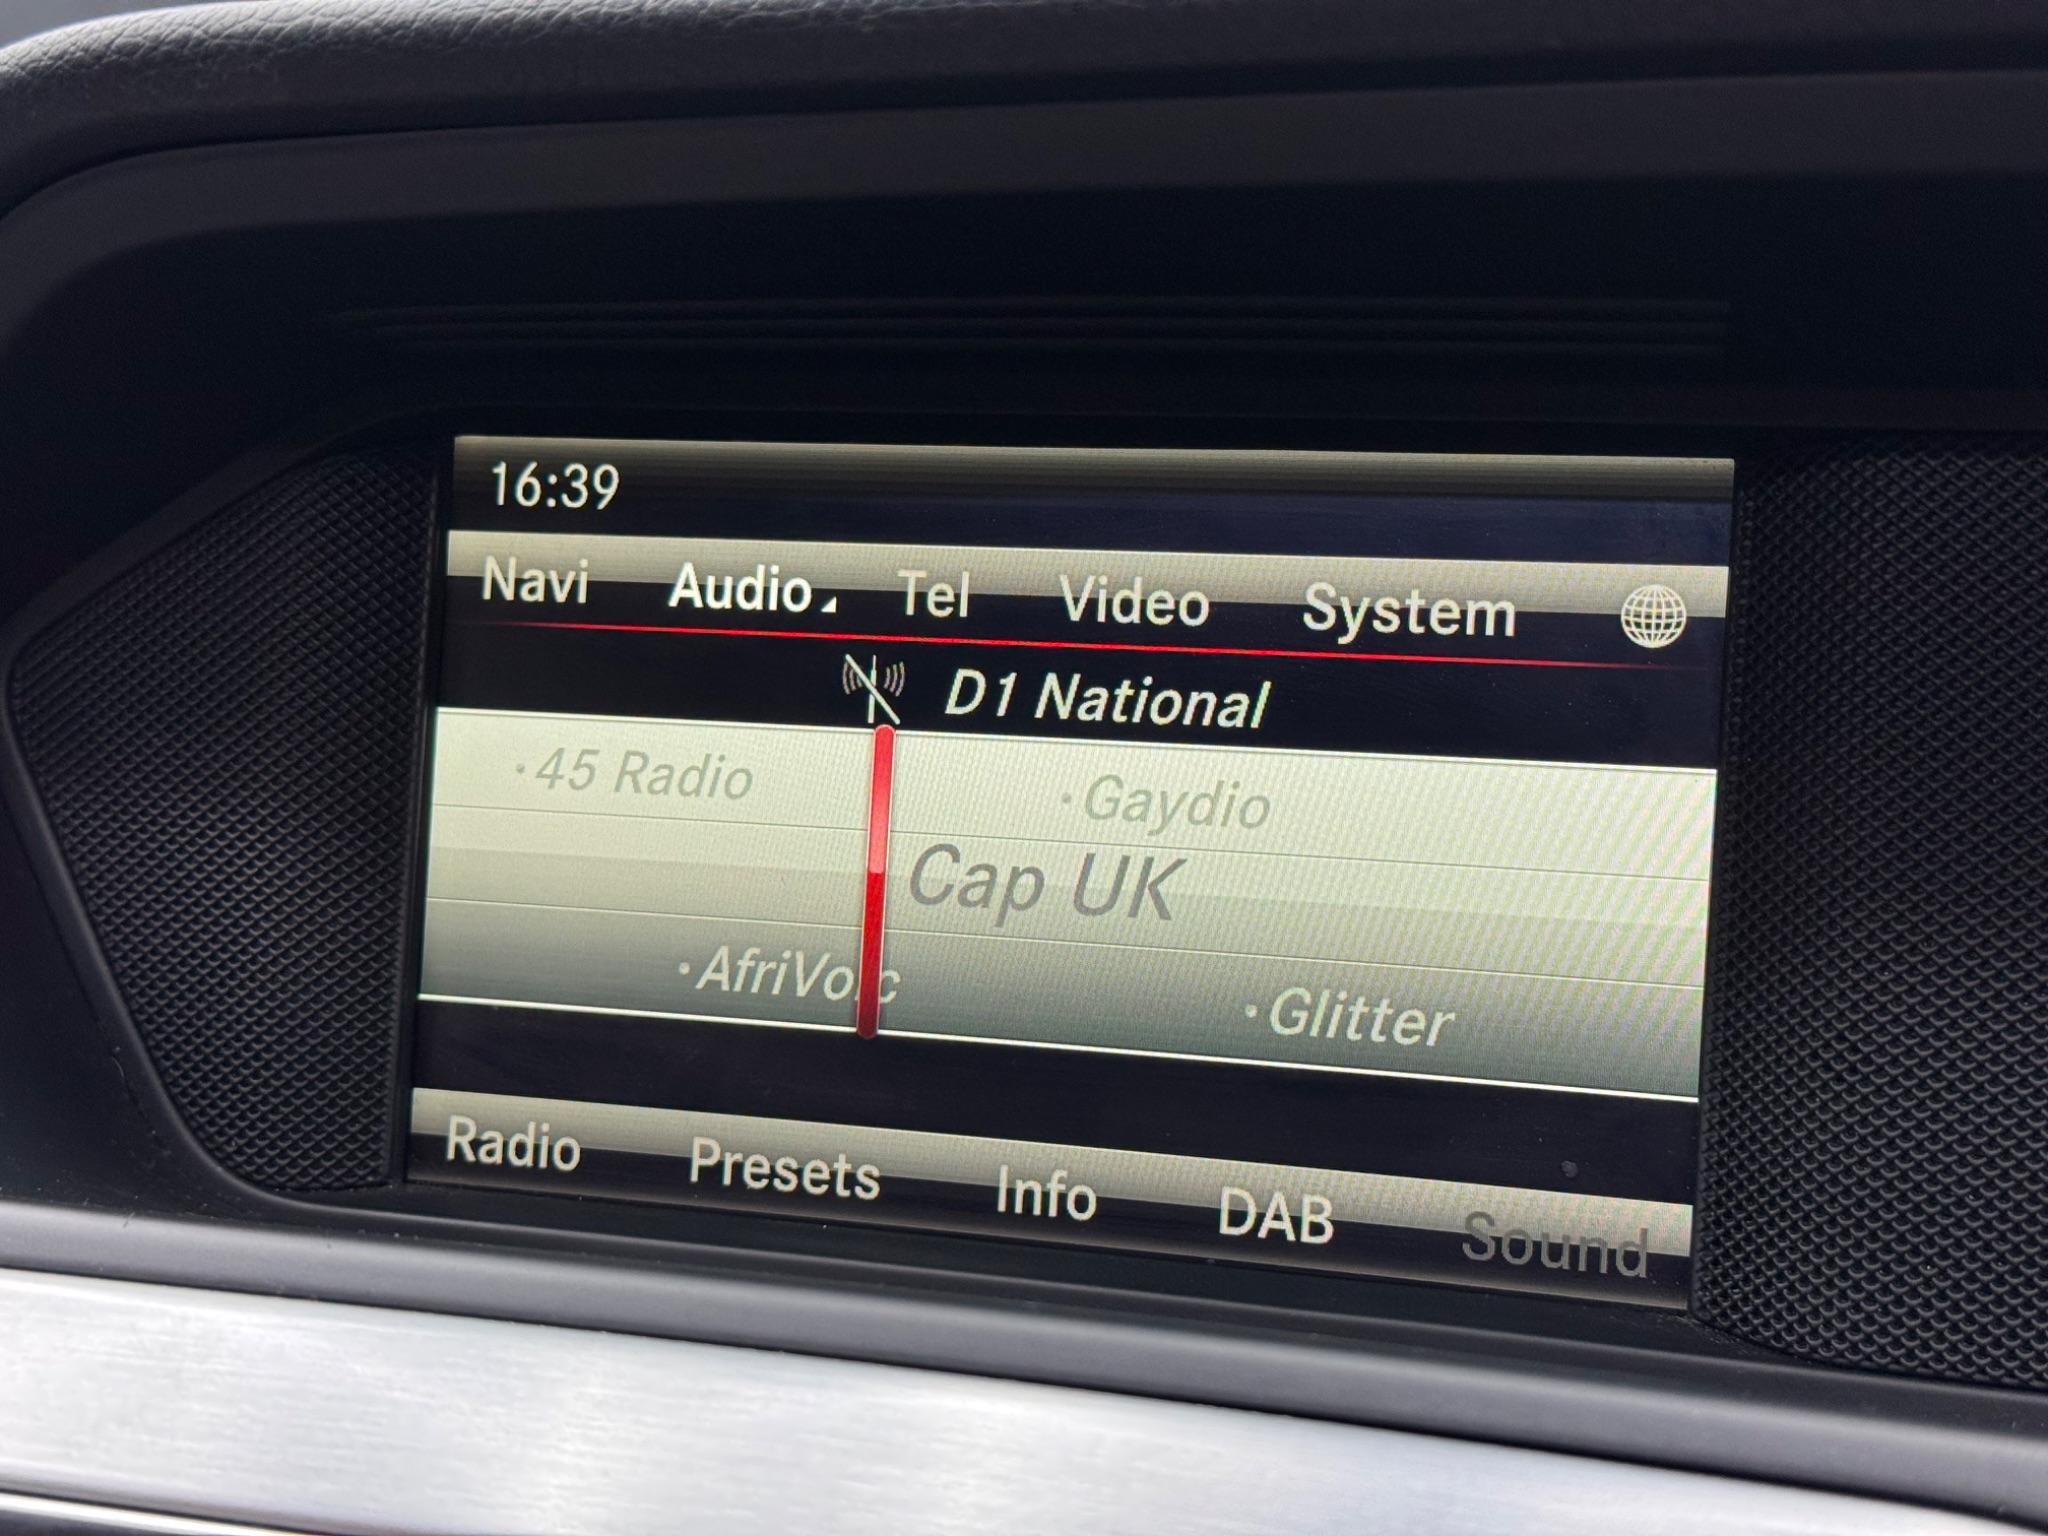 16:39
Navi Audio Tel Video System
D1 National
·45 Radio ·Gaydio
Cap UK
·AfriVoic ·Glitter
Radio Presets Info DAB Sound